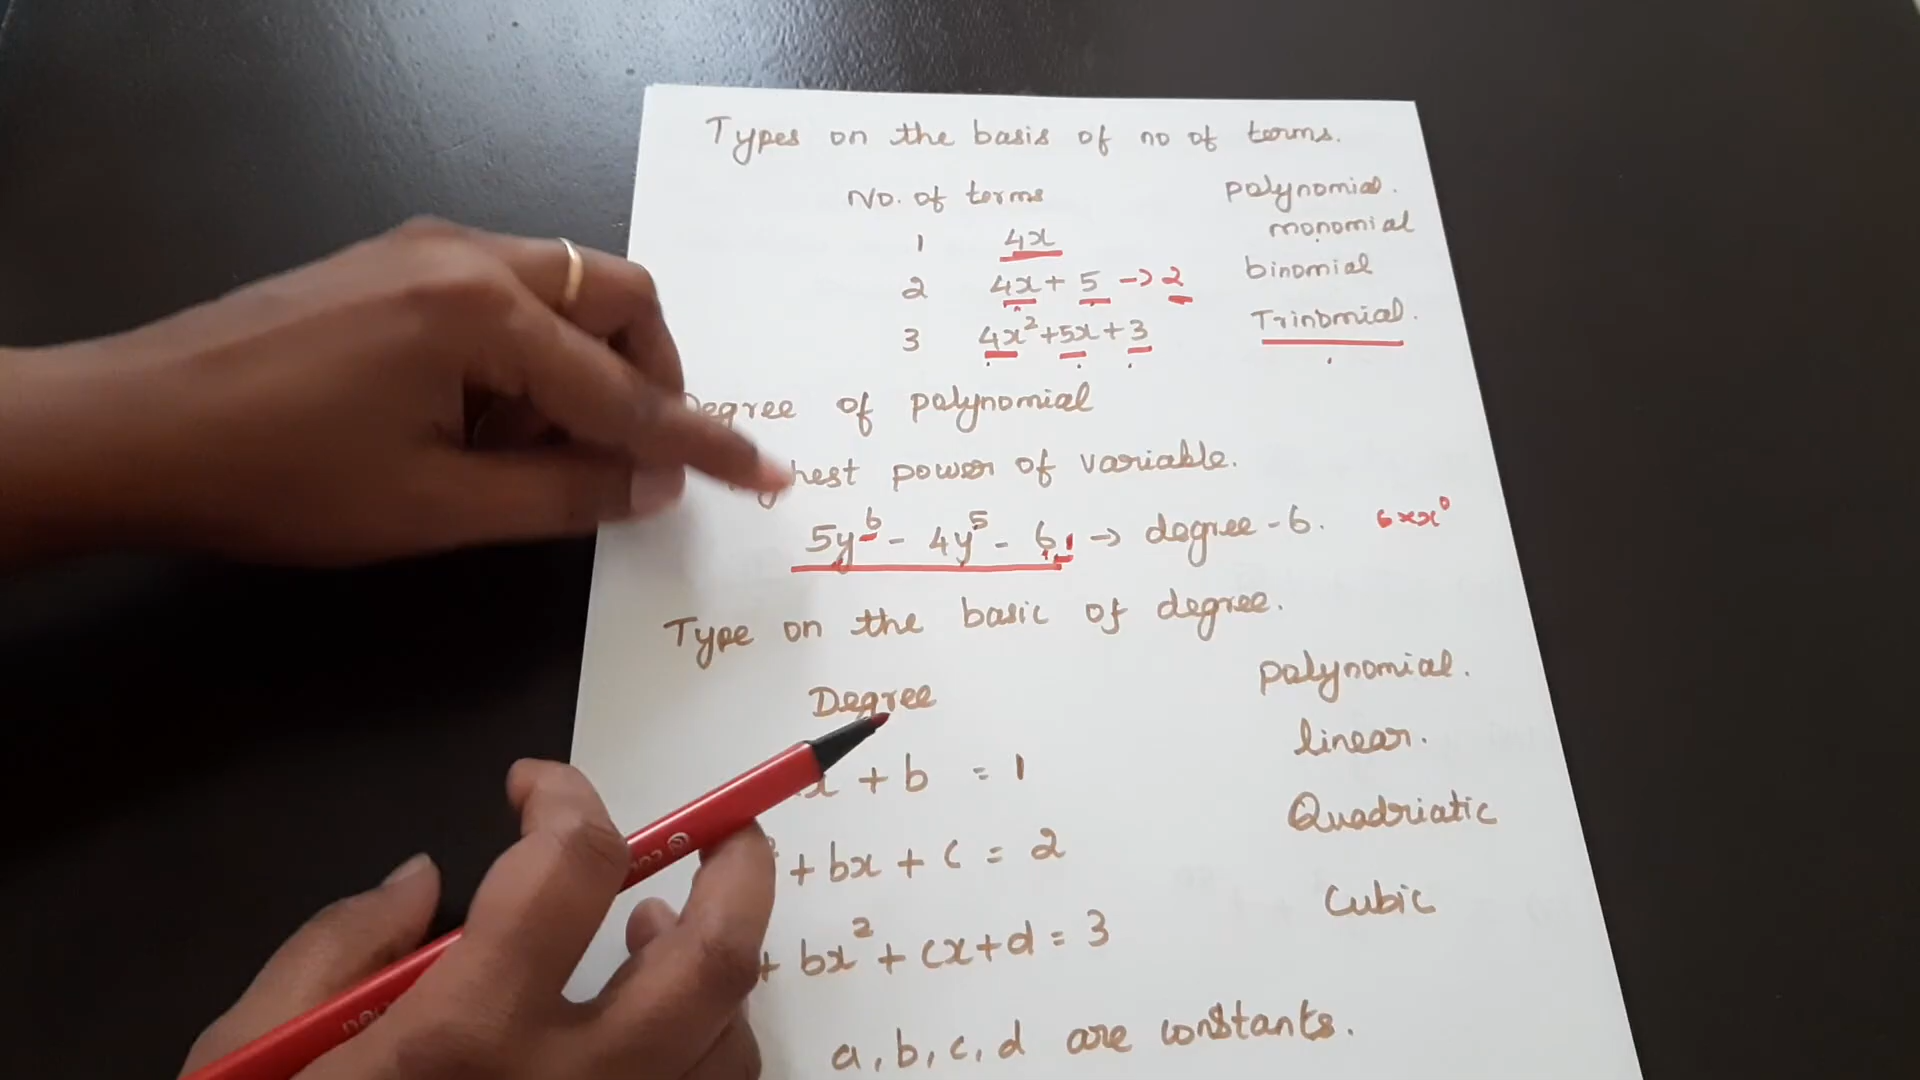 Types on the basis of no of terms.
No. of terms polynomial.
1 4x monomial
2 4x + 5 → 2 binomial
3 4x² + 5x + 3 Trinomial.
Degree of polynomial
power of variable.
5y⁶ - 4y⁵ - 6 → degree - 6. 6×x⁰
Type on the basic of degree.
Degree polynomial.
x + b = 1 linear.
+ bx + c = 2 Quadriatic
+ bx² + cx + d = 3 Cubic
a, b, c, d are constants.